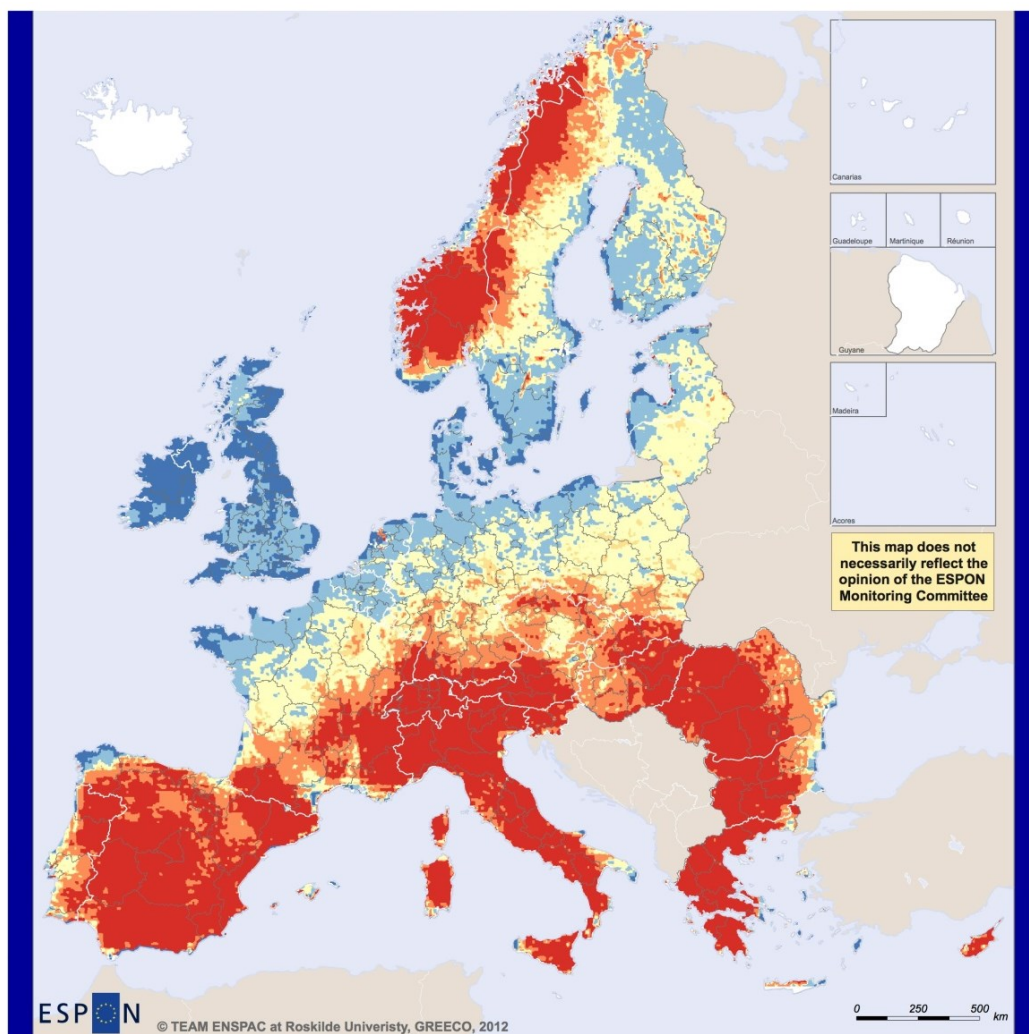 Canarias
Guadeloupe
Martinique
Réunion
Guyane
Madeira
Acores
This map does not
necessarily reflect the
opinion of the ESPON
Monitoring Committee
ESPON
© TEAM ENSPAC at Roskilde Univeristy, GREECO, 2012
0 250 500
km